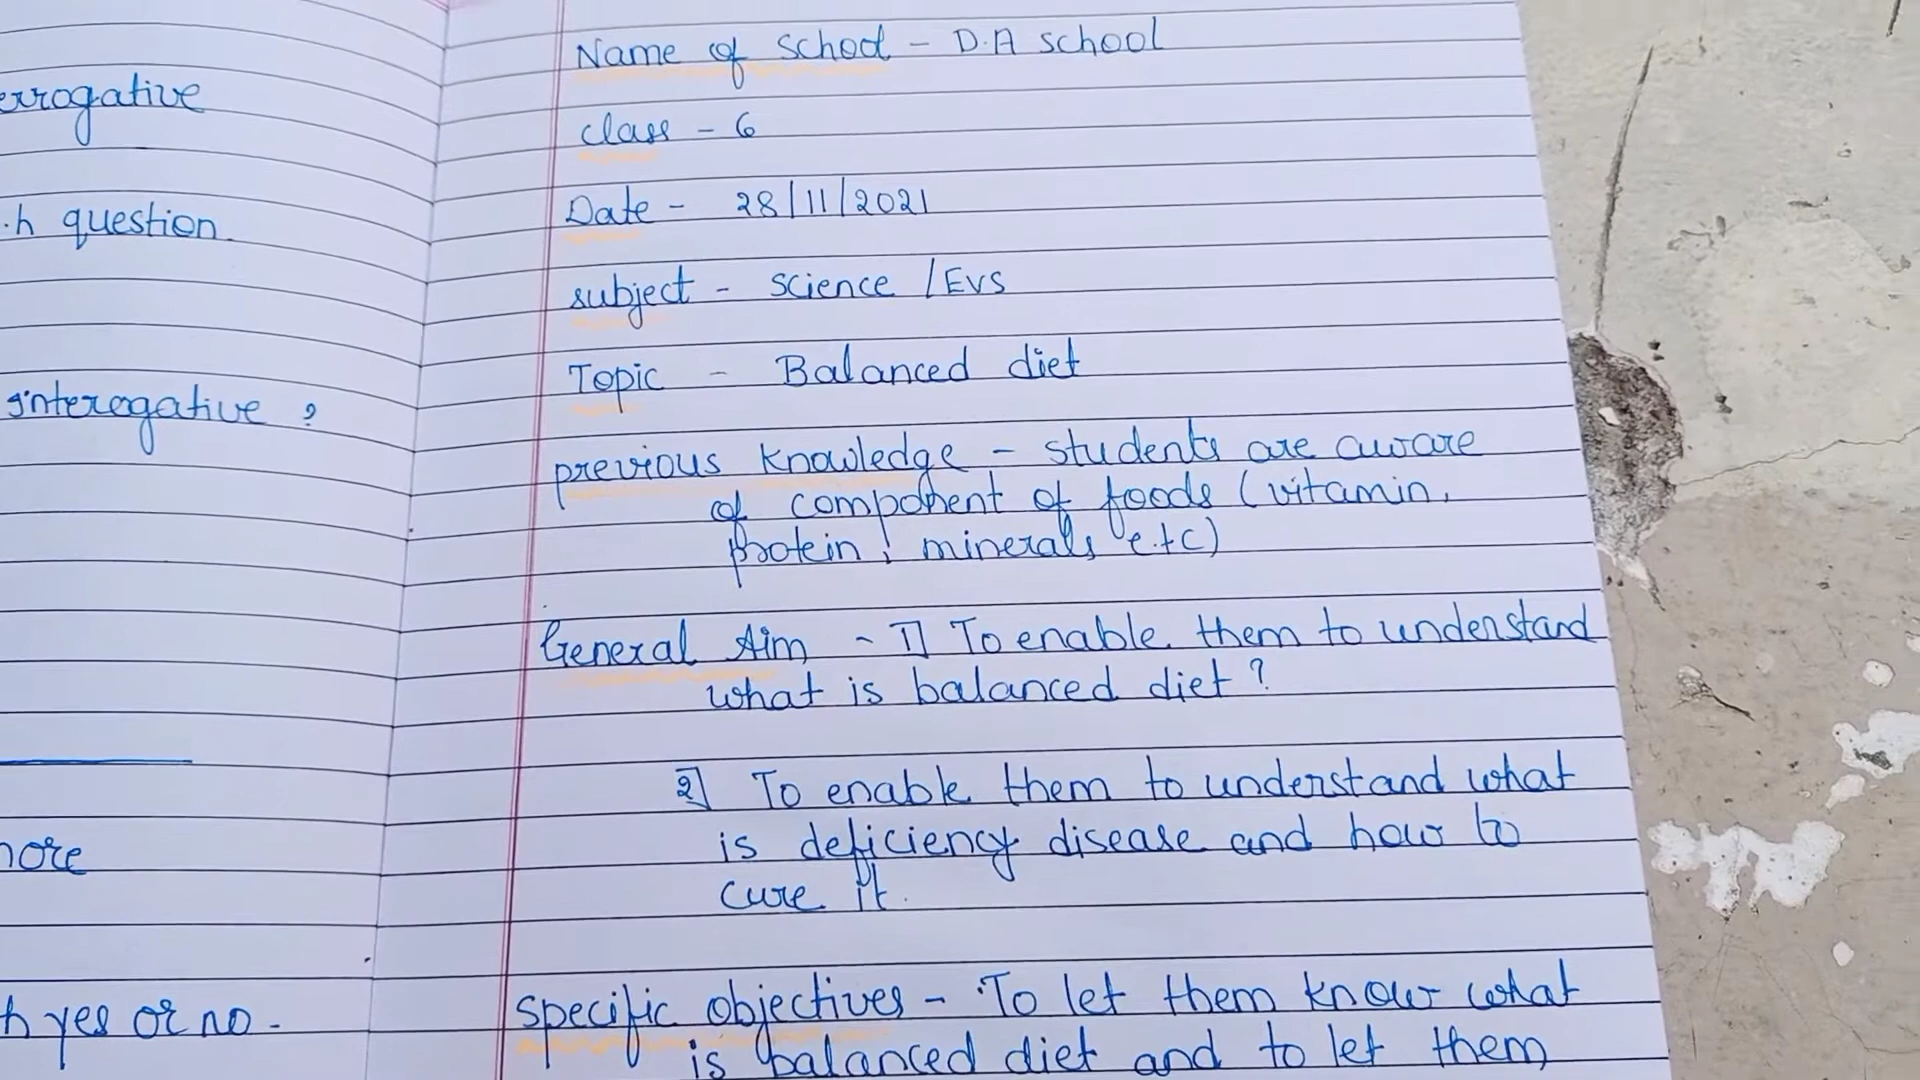 errogative
h question
interogative ?
more
h yes or no.
Name of school - D.A school
class - 6
Date - 28/11/2021
subject - science /EVS
Topic - Balanced diet
previous knowledge - students are aware
of component of foods (vitamin,
protein, minerals etc)
General Aim - 1] To enable them to understand
what is balanced diet?
2] To enable them to understand what
is deficiency disease and how to
cure it.
specific objectives - To let them know what
is balanced diet and to let them